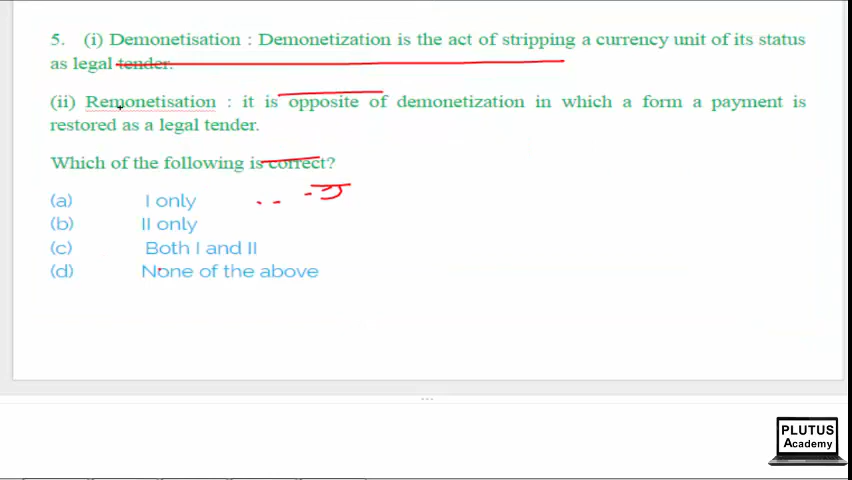 5. (i) Demonetisation : Demonetization is the act of stripping a currency unit of its status
as legal tender.
(ii) Remonetisation : it is opposite of demonetization in which a form a payment is
restored as a legal tender.
Which of the following is correct?
(a) I only
(b) II only
(c) Both I and II
(d) None of the above
PLUTUS
Academy